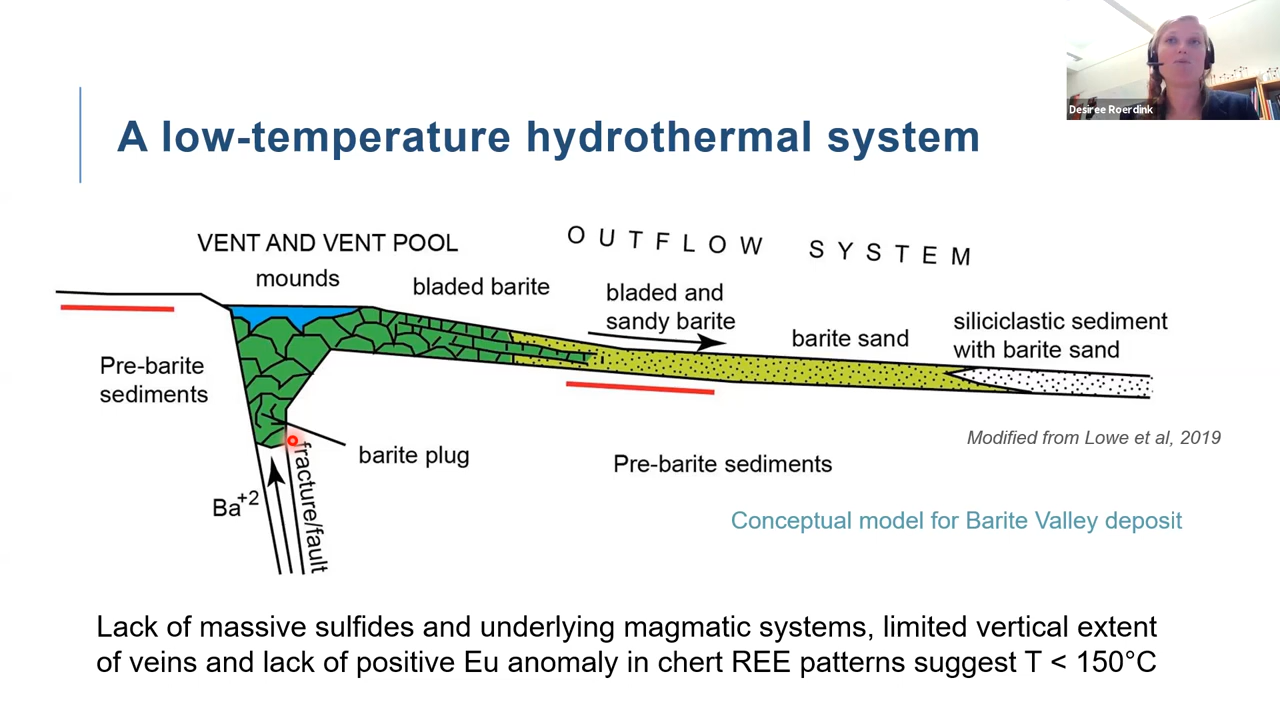 Desiree Roerdink
A low-temperature hydrothermal system
VENT AND VENT POOL
OUTFLOW SYSTEM
mounds
bladed barite
bladed and
sandy barite
barite sand
siliciclastic sediment
with barite sand
Pre-barite
sediments
barite plug
Pre-barite sediments
Modified from Lowe et al, 2019
Ba+2
fracture/fault
Conceptual model for Barite Valley deposit
Lack of massive sulfides and underlying magmatic systems, limited vertical extent
of veins and lack of positive Eu anomaly in chert REE patterns suggest T < 150°C